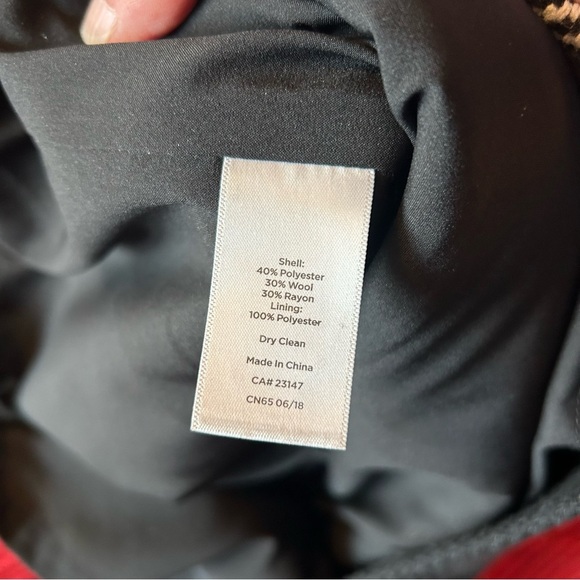 Shell:
40% Polyester
30% Wool
30% Rayon
Lining:
100% Polyester
Dry Clean
Made In China
CA# 23147
CN65 06/18